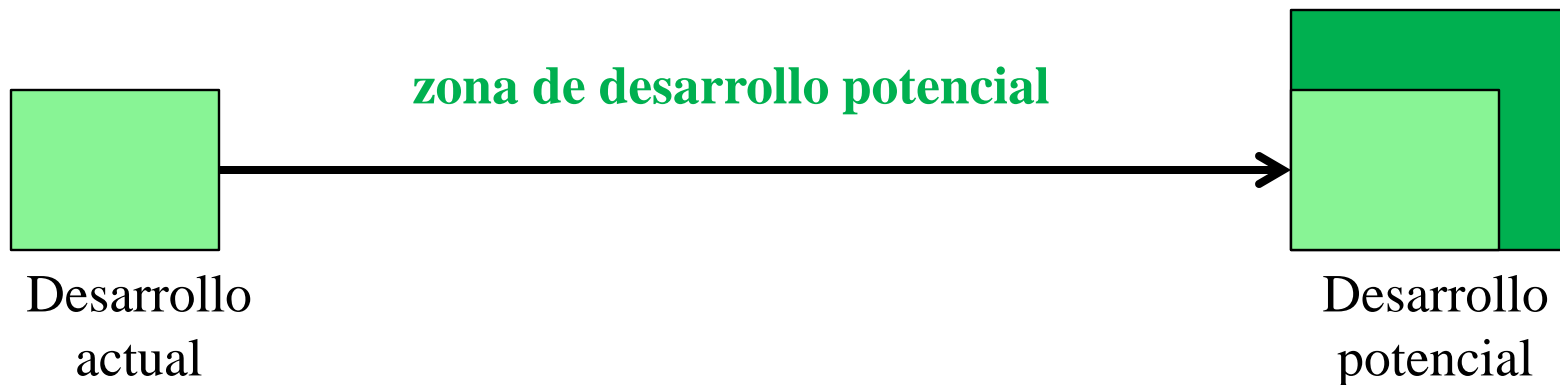 zona de desarrollo potencial
Desarrollo
actual
Desarrollo
potencial